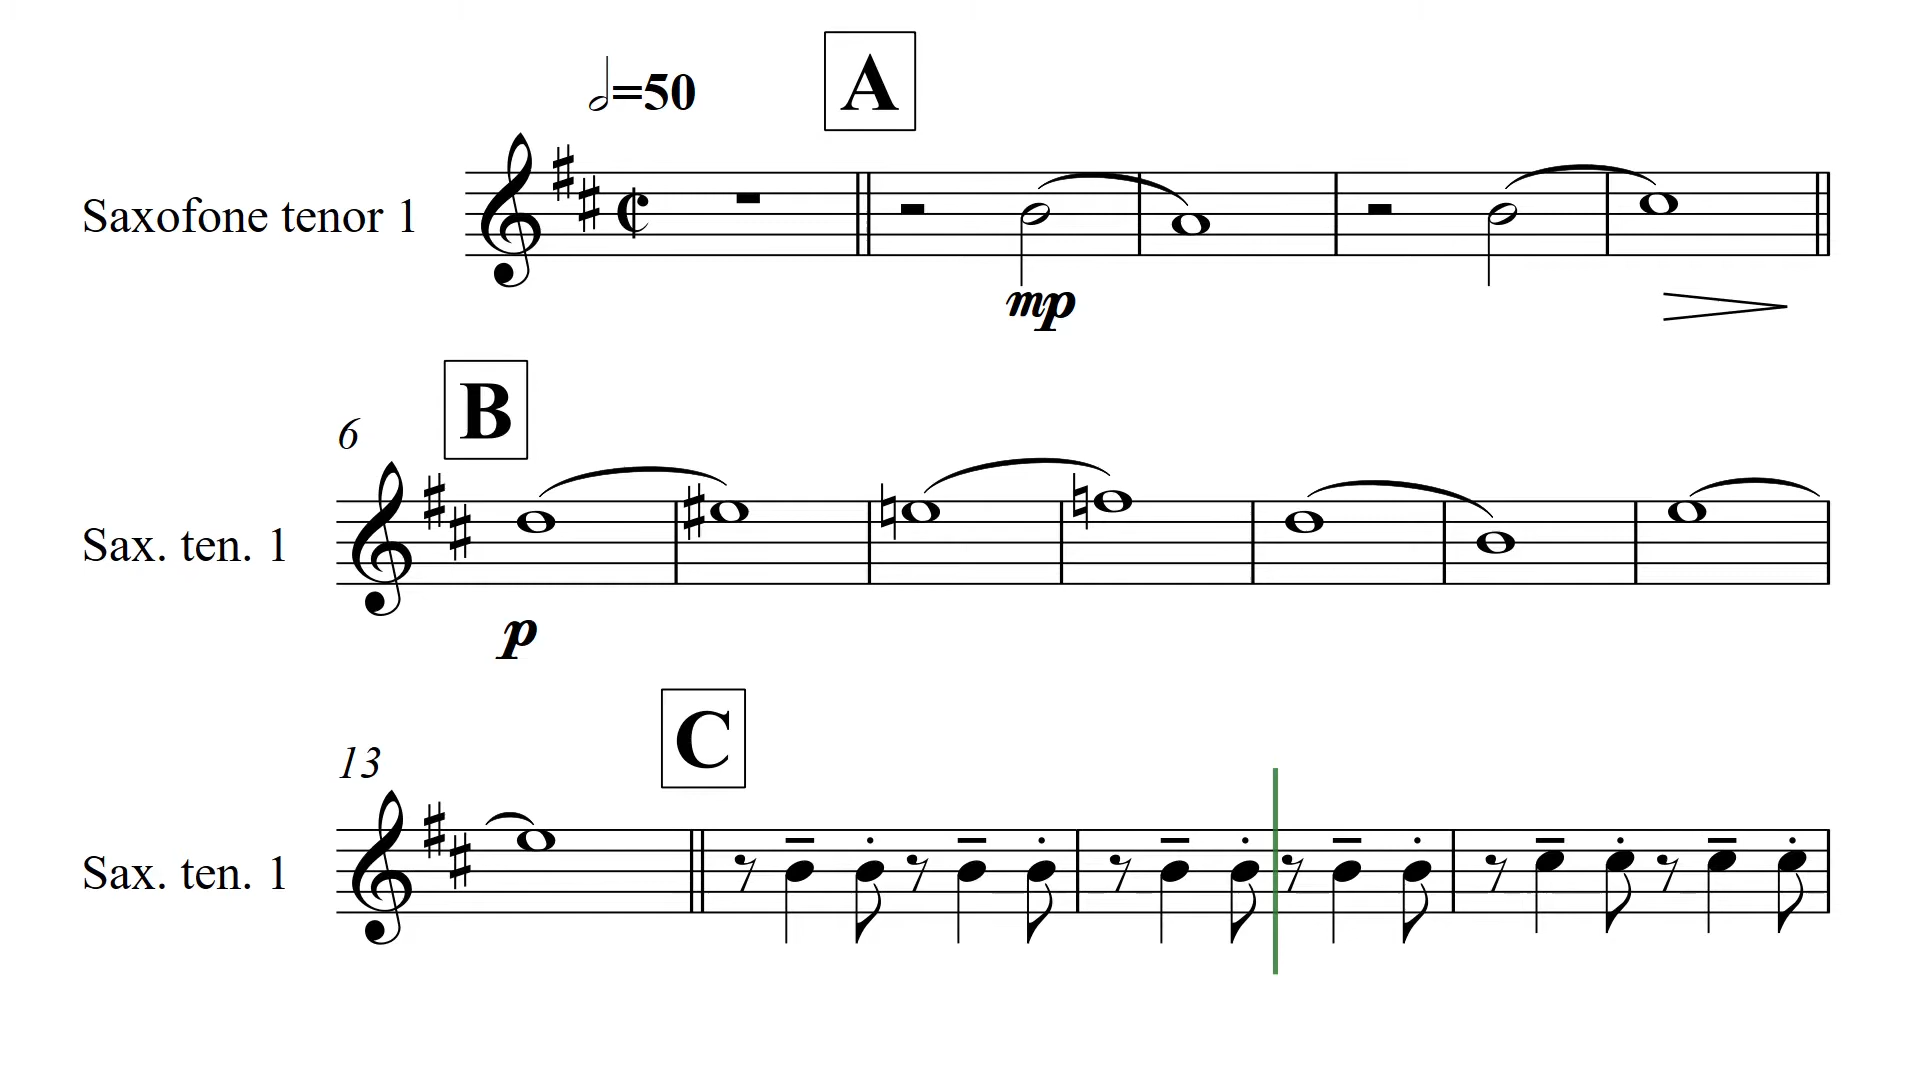 =50
A
Saxofone tenor 1
mp
6
B
Sax. ten. 1
p
13
C
Sax. ten. 1